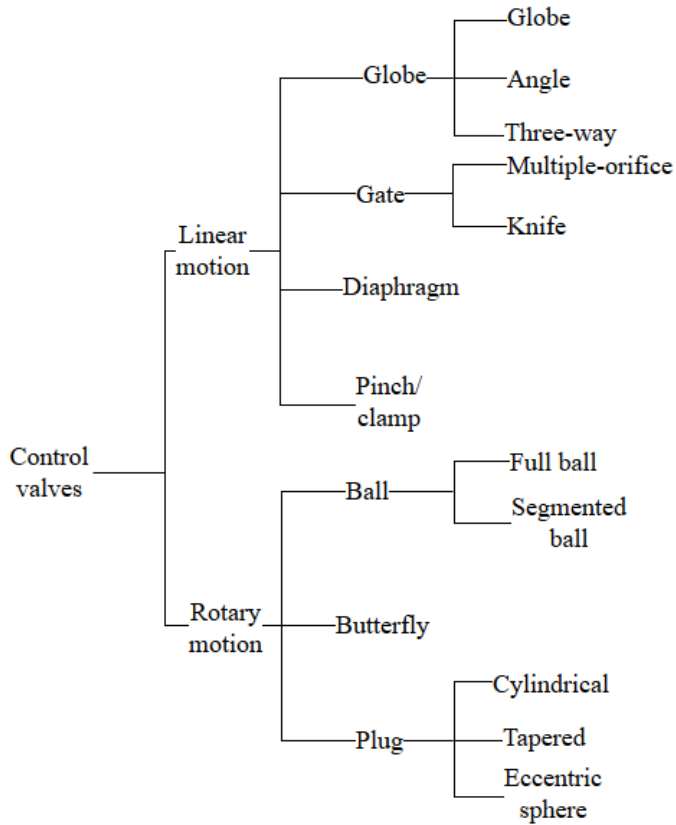 Globe
Globe
Angle
Three-way
Multiple-orifice
Gate
Knife
Linear
motion
Diaphragm
Pinch/
clamp
Control
valves
Full ball
Ball
Segmented
ball
Rotary
motion
Butterfly
Cylindrical
Plug
Tapered
Eccentric
sphere